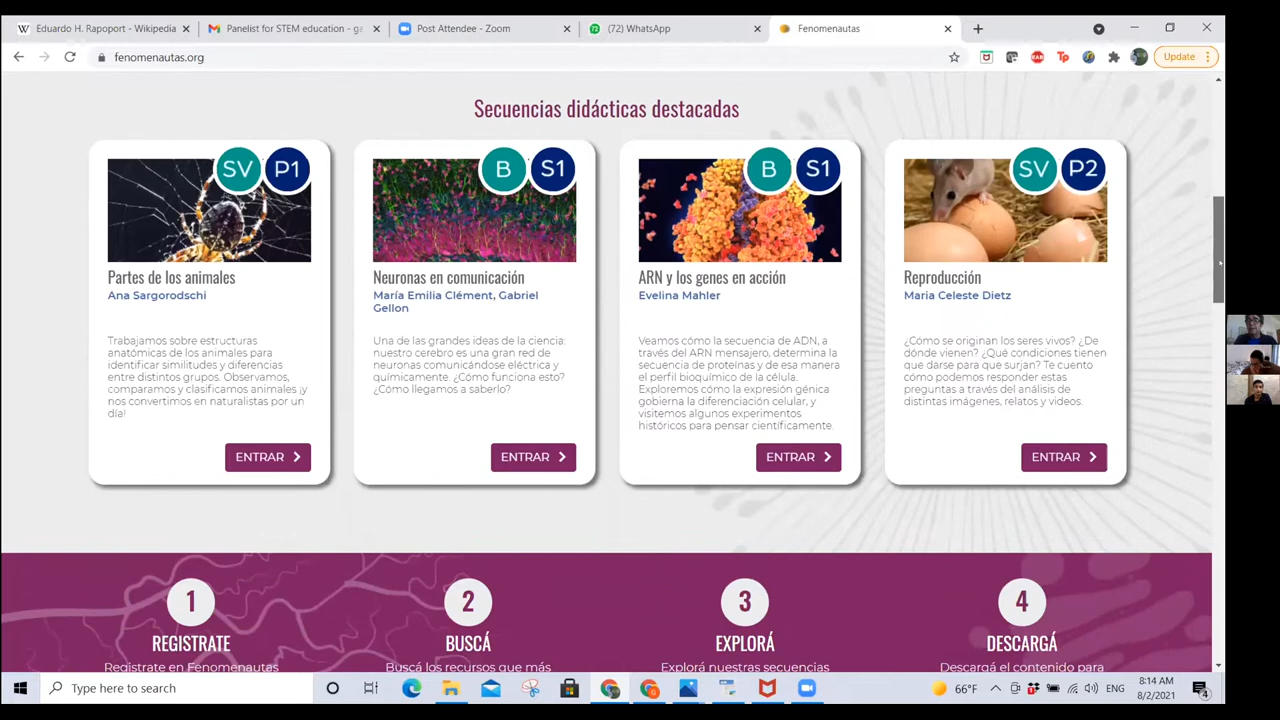 Eduardo H. Rapoport - Wikipedia
Panelist for STEM education - ga
Post Attendee - Zoom
(72) WhatsApp
Fenomenautas
fenomenautas.org
Update
Secuencias didácticas destacadas
SV P1
B S1
B S1
SV P2
Partes de los animales
Ana Sargorodschi
Trabajamos sobre estructuras
anatómicas de los animales para
identificar similitudes y diferencias
entre distintos grupos. Observamos,
comparamos y clasificamos animales ¡y
nos convertimos en naturalistas por un
día!
ENTRAR
Neuronas en comunicación
María Emilia Clément, Gabriel
Gellon
Una de las grandes ideas de la ciencia:
nuestro cerebro es una gran red de
neuronas comunicándose eléctrica y
químicamente. ¿Cómo funciona esto?
¿Cómo llegamos a saberlo?
ENTRAR
ARN y los genes en acción
Evelina Mahler
Veamos cómo la secuencia de ADN, a
través del ARN mensajero, determina la
secuencia de proteínas y de esa manera
el perfil bioquímico de la célula.
Exploremos cómo la expresión génica
gobierna la diferenciación celular, y
visitemos algunos experimentos
históricos para pensar científicamente.
ENTRAR
Reproducción
Maria Celeste Dietz
¿Cómo se originan los seres vivos? ¿De
dónde vienen? ¿Qué condiciones tienen
que darse para que surjan? Te cuento
cómo podemos responder estas
preguntas a través del análisis de
distintas imágenes, relatos y videos.
ENTRAR
1
REGISTRATE
Registrate en Fenomenautas
2
BUSCÁ
Buscá los recursos que más
3
EXPLORÁ
Explorá nuestras secuencias
4
DESCARGÁ
Descargá el contenido para
Type here to search
66°F
ENG
8:14 AM
8/2/2021